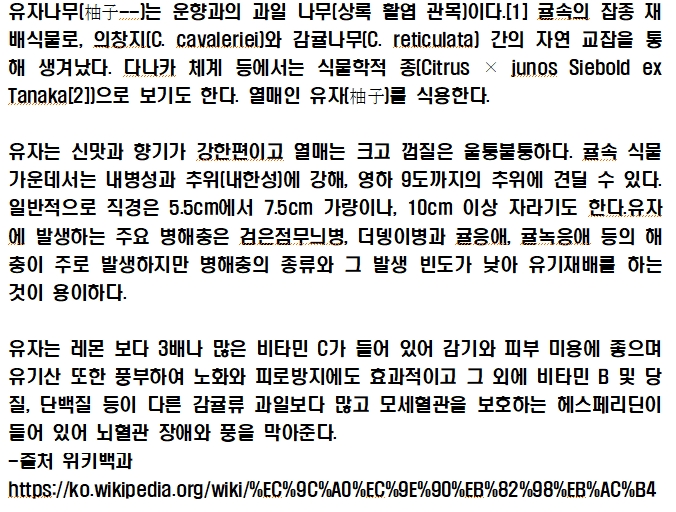 유자나무(柚子--)는 운향과의 과일 나무(상록 활엽 관목)이다.[1] 귤속의 잡종 재
배식물로, 의창지(C. cavaleriei)와 감귤나무(C. reticulata) 간의 자연 교잡을 통
해 생겨났다. 다나카 체계 등에서는 식물학적 종(Citrus × junos Siebold ex
Tanaka[2])으로 보기도 한다. 열매인 유자(柚子)를 식용한다.
유자는 신맛과 향기가 강한편이고 열매는 크고 껍질은 울퉁불퉁하다. 귤속 식물
가운데서는 내병성과 추위(내한성)에 강해, 영하 9도까지의 추위에 견딜 수 있다.
일반적으로 직경은 5.5cm에서 7.5cm 가량이나, 10cm 이상 자라기도 한다.유자
에 발생하는 주요 병해충은 검은점무늬병, 더뎅이병과 귤응애, 귤녹응애 등의 해
충이 주로 발생하지만 병해충의 종류와 그 발생 빈도가 낮아 유기재배를 하는
것이 용이하다.
유자는 레몬 보다 3배나 많은 비타민 C가 들어 있어 감기와 피부 미용에 좋으며
유기산 또한 풍부하여 노화와 피로방지에도 효과적이고 그 외에 비타민 B 및 당
질, 단백질 등이 다른 감귤류 과일보다 많고 모세혈관을 보호하는 헤스페리딘이
들어 있어 뇌혈관 장애와 풍을 막아준다.
-출처 위키백과
https://ko.wikipedia.org/wiki/%EC%9C%A0%EC%9E%90%EB%82%98%EB%AC%B4